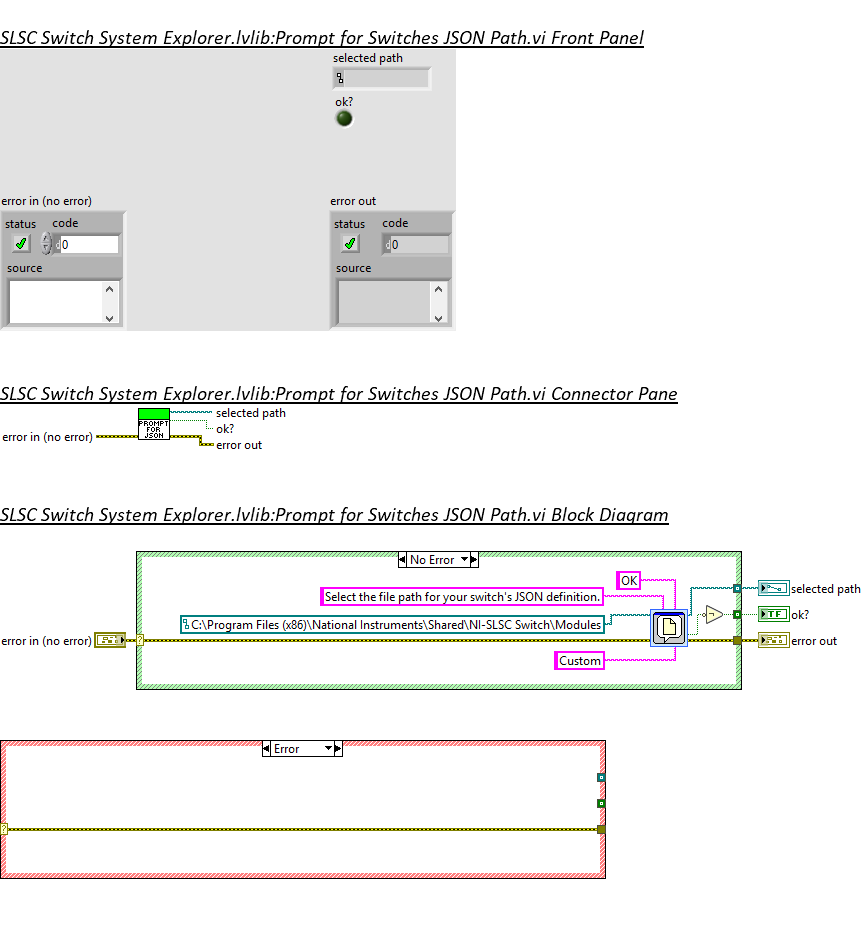 SLSC Switch System Explorer.lvlib:Prompt for Switches JSON Path.vi Front Panel
selected path
ok?
error in (no error)
error out
status code
status code
d0
d0
source
source
SLSC Switch System Explorer.lvlib:Prompt for Switches JSON Path.vi Connector Pane
PROMPT
FOR
JSON
selected path
ok?
error in (no error)
error out
SLSC Switch System Explorer.lvlib:Prompt for Switches JSON Path.vi Block Diagram
No Error
OK
Select the file path for your switch's JSON definition.
selected path
C:\Program Files (x86)\National Instruments\Shared\NI-SLSC Switch\Modules
TF
ok?
error in (no error)
?
error out
Custom
Error
?